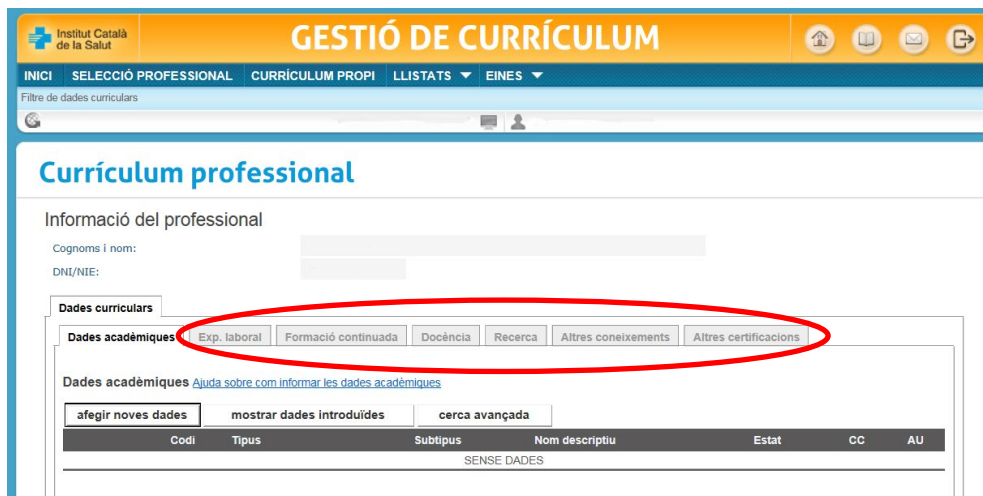 Institut Català
de la Salut
GESTIÓ DE CURRÍCULUM
INICI SELECCIÓ PROFESSIONAL CURRÍCULUM PROPI LLISTATS EINES
Filtre de dades curriculars
Currículum professional
Informació del professional
Cognoms i nom:
DNI/NIE:
Dades curriculars
Dades acadèmiques Exp. laboral Formació continuada Docència Recerca Altres coneixements Altres certificacions
Dades acadèmiques Ajuda sobre com informar les dades acadèmiques
afegir noves dades mostrar dades introduïdes cerca avançada
Codi Tipus Subtipus Nom descriptiu Estat CC AU
SENSE DADES